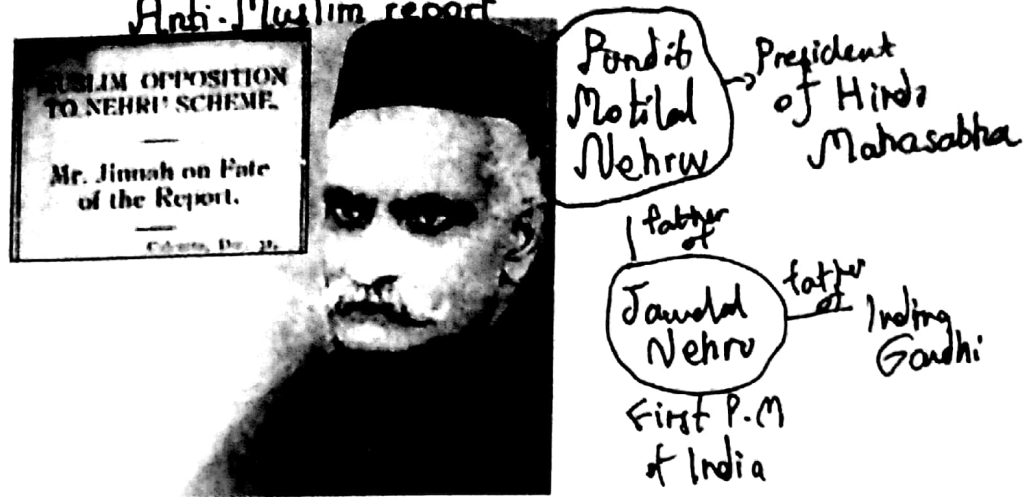 Anti-Muslim report
MUSLIM OPPOSITION
TO NEHRU SCHEME.
Mr. Jinnah on Fate
of the Report.
Pandit
Motilal
Nehru
President
of Hindu
Mahasabha
father
of
Jawalal
Nehru
father
of
Indira
Gandhi
First P.M
of India